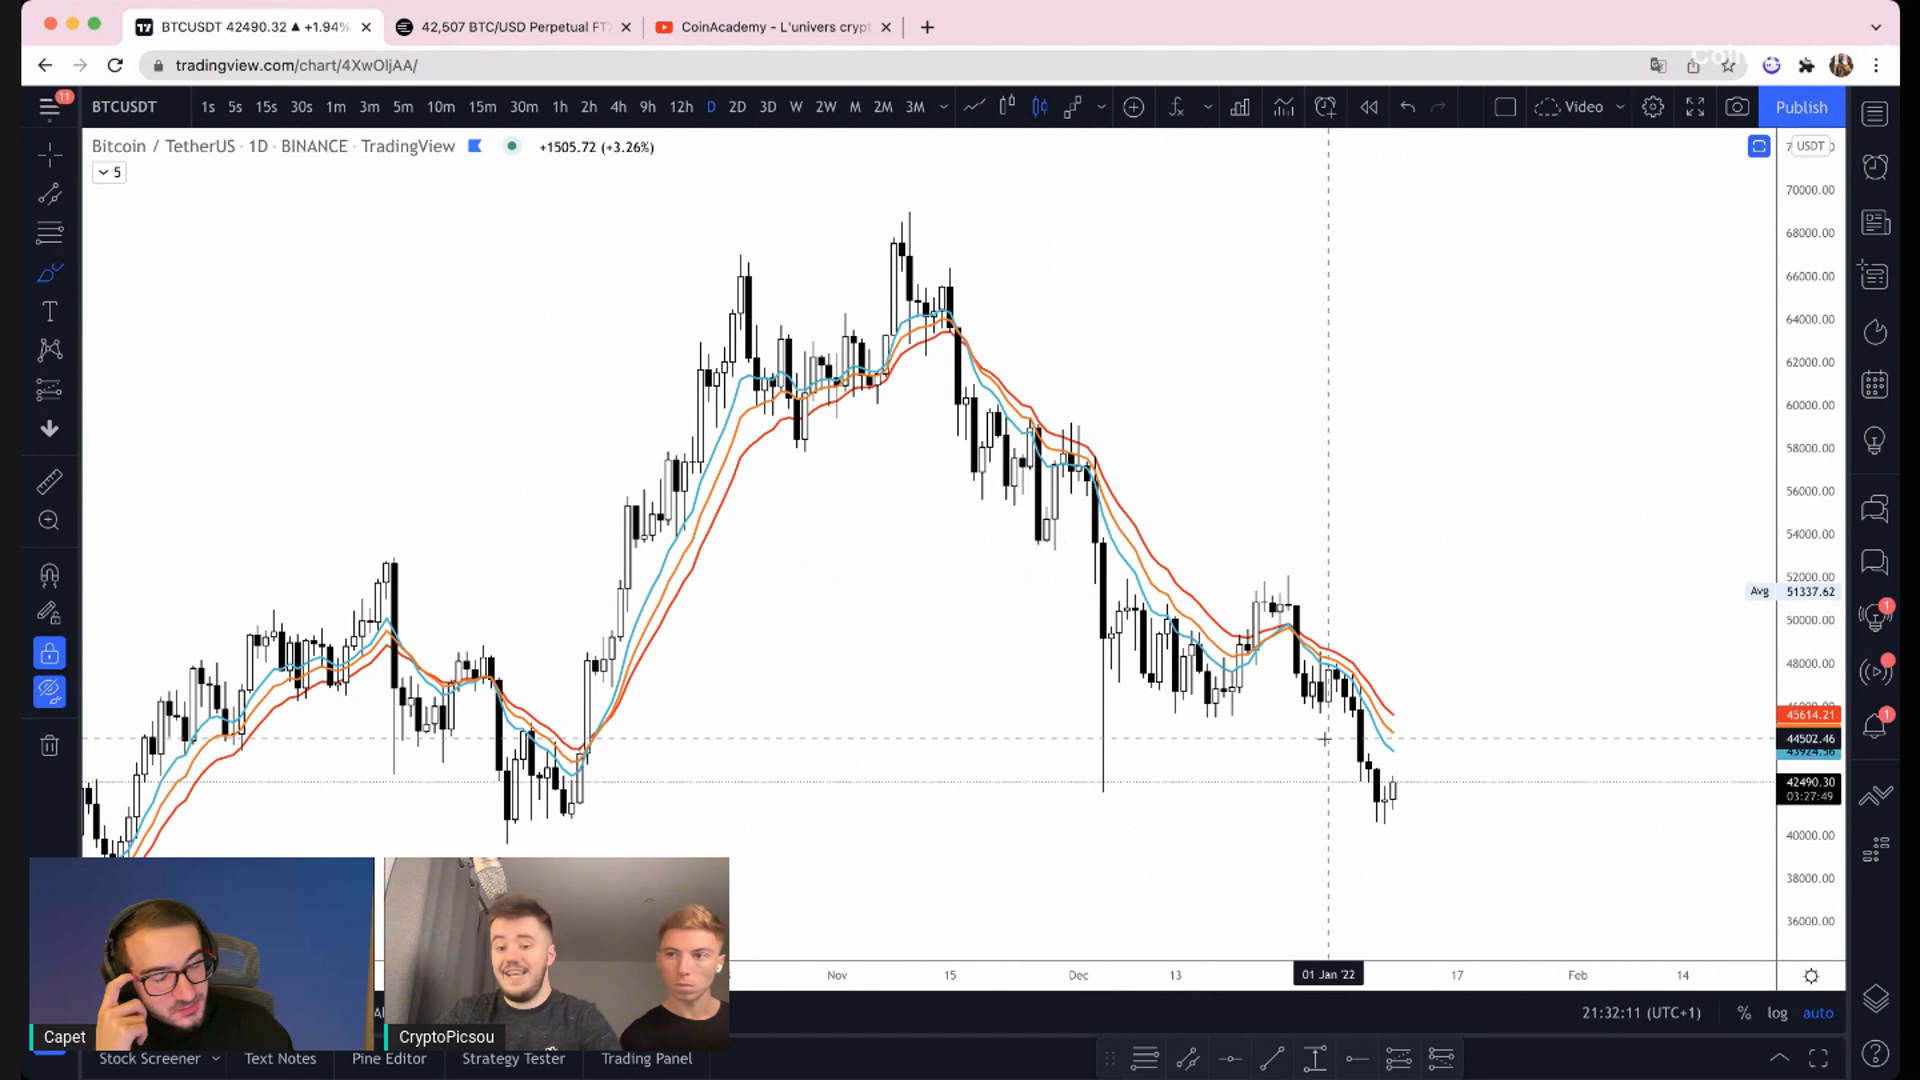 BTCUSDT 42490.32 ▲ +1.94%
42,507 BTC/USD Perpetual FT
CoinAcademy - L'univers cryp
tradingview.com/chart/4XwOljAA/
11
BTCUSDT 1s 5s 15s 30s 1m 3m 5m 10m 15m 30m 1h 2h 4h 9h 12h D 2D 3D W 2W M 2M 3M
Video
Publish
Bitcoin / TetherUS · 1D · BINANCE · TradingView
+1505.72 (+3.26%)
USDT
5
70000.00
68000.00
66000.00
64000.00
62000.00
60000.00
58000.00
56000.00
54000.00
52000.00
Avg 51337.62
50000.00
48000.00
45614.21
44502.46
42490.30
03:27:49
40000.00
38000.00
36000.00
1
1
Nov 15 Dec 13 01 Jan '22 17 Feb 14
21:32:11 (UTC+1) % log auto
Capet
CryptoPicsou
Stock Screener Text Notes Pine Editor Strategy Tester Trading Panel